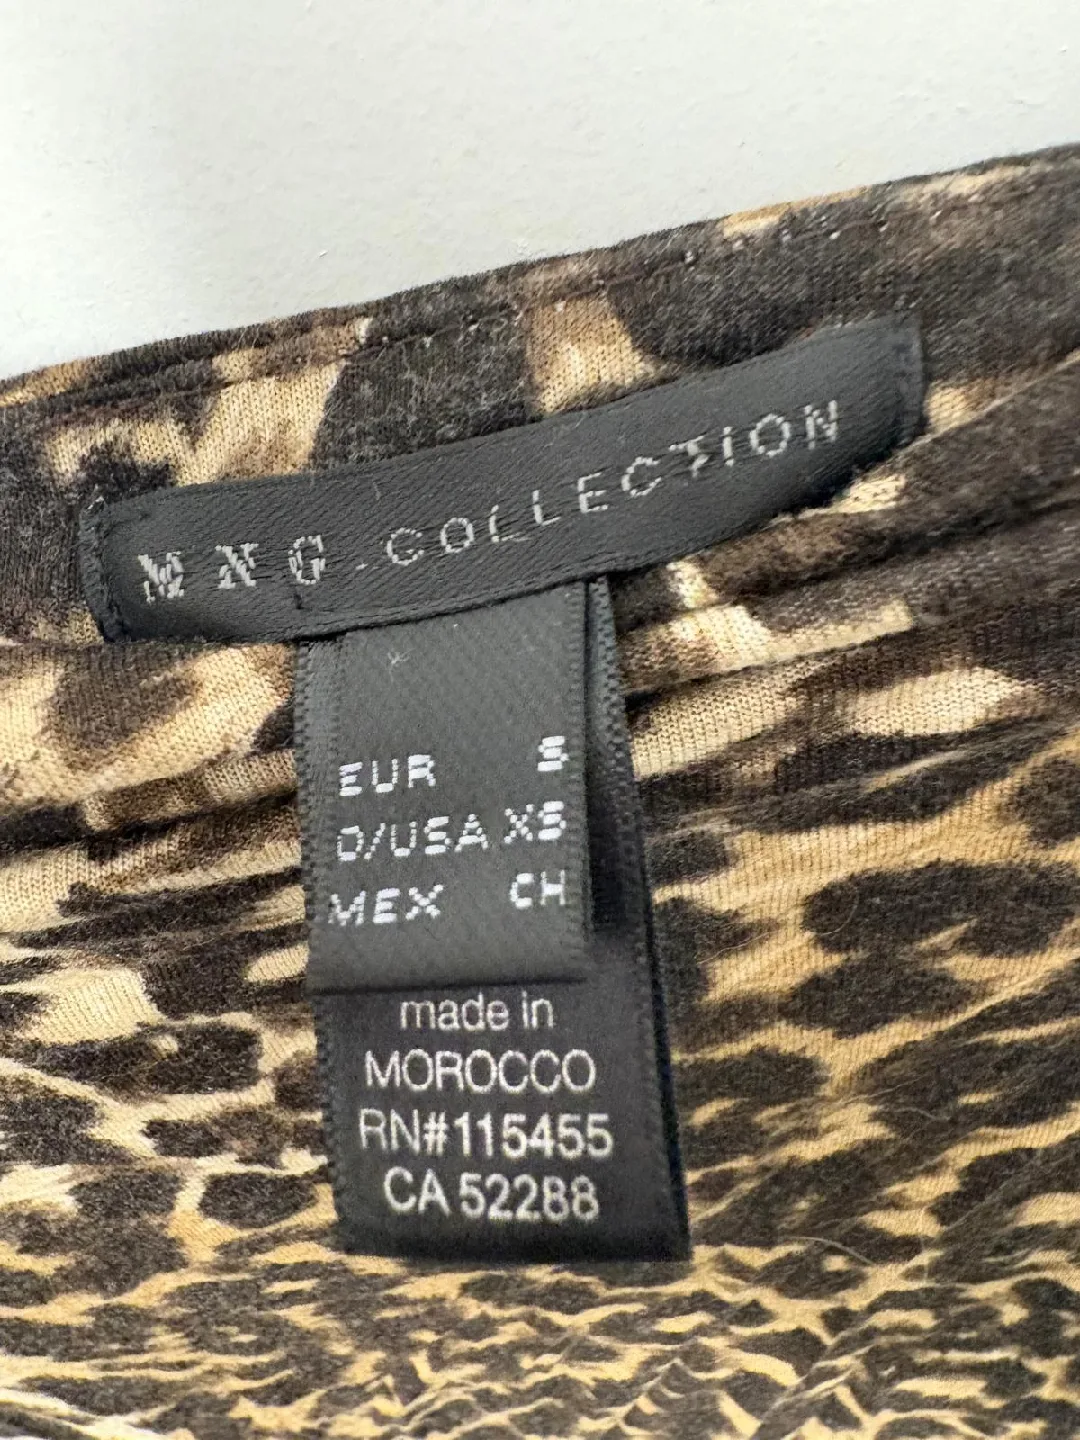 MNG.COLLECTION
EUR S
D/USA XS
MEX CH
made in
MOROCCO
RN#115455
CA 52288